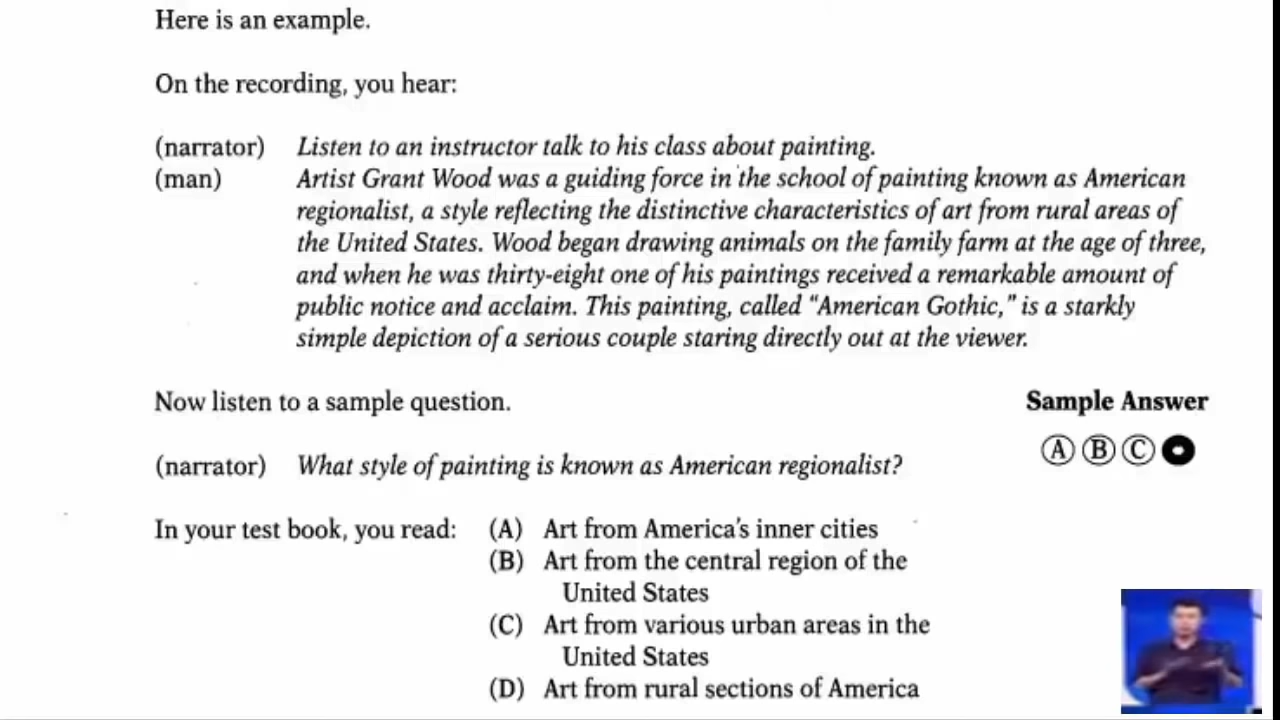 Here is an example.
On the recording, you hear:
(narrator) Listen to an instructor talk to his class about painting.
(man) Artist Grant Wood was a guiding force in the school of painting known as American
regionalist, a style reflecting the distinctive characteristics of art from rural areas of
the United States. Wood began drawing animals on the family farm at the age of three,
and when he was thirty-eight one of his paintings received a remarkable amount of
public notice and acclaim. This painting, called “American Gothic,” is a starkly
simple depiction of a serious couple staring directly out at the viewer.
Now listen to a sample question.
Sample Answer
(narrator) What style of painting is known as American regionalist?
A B C
In your test book, you read: (A) Art from America's inner cities
(B) Art from the central region of the
United States
(C) Art from various urban areas in the
United States
(D) Art from rural sections of America